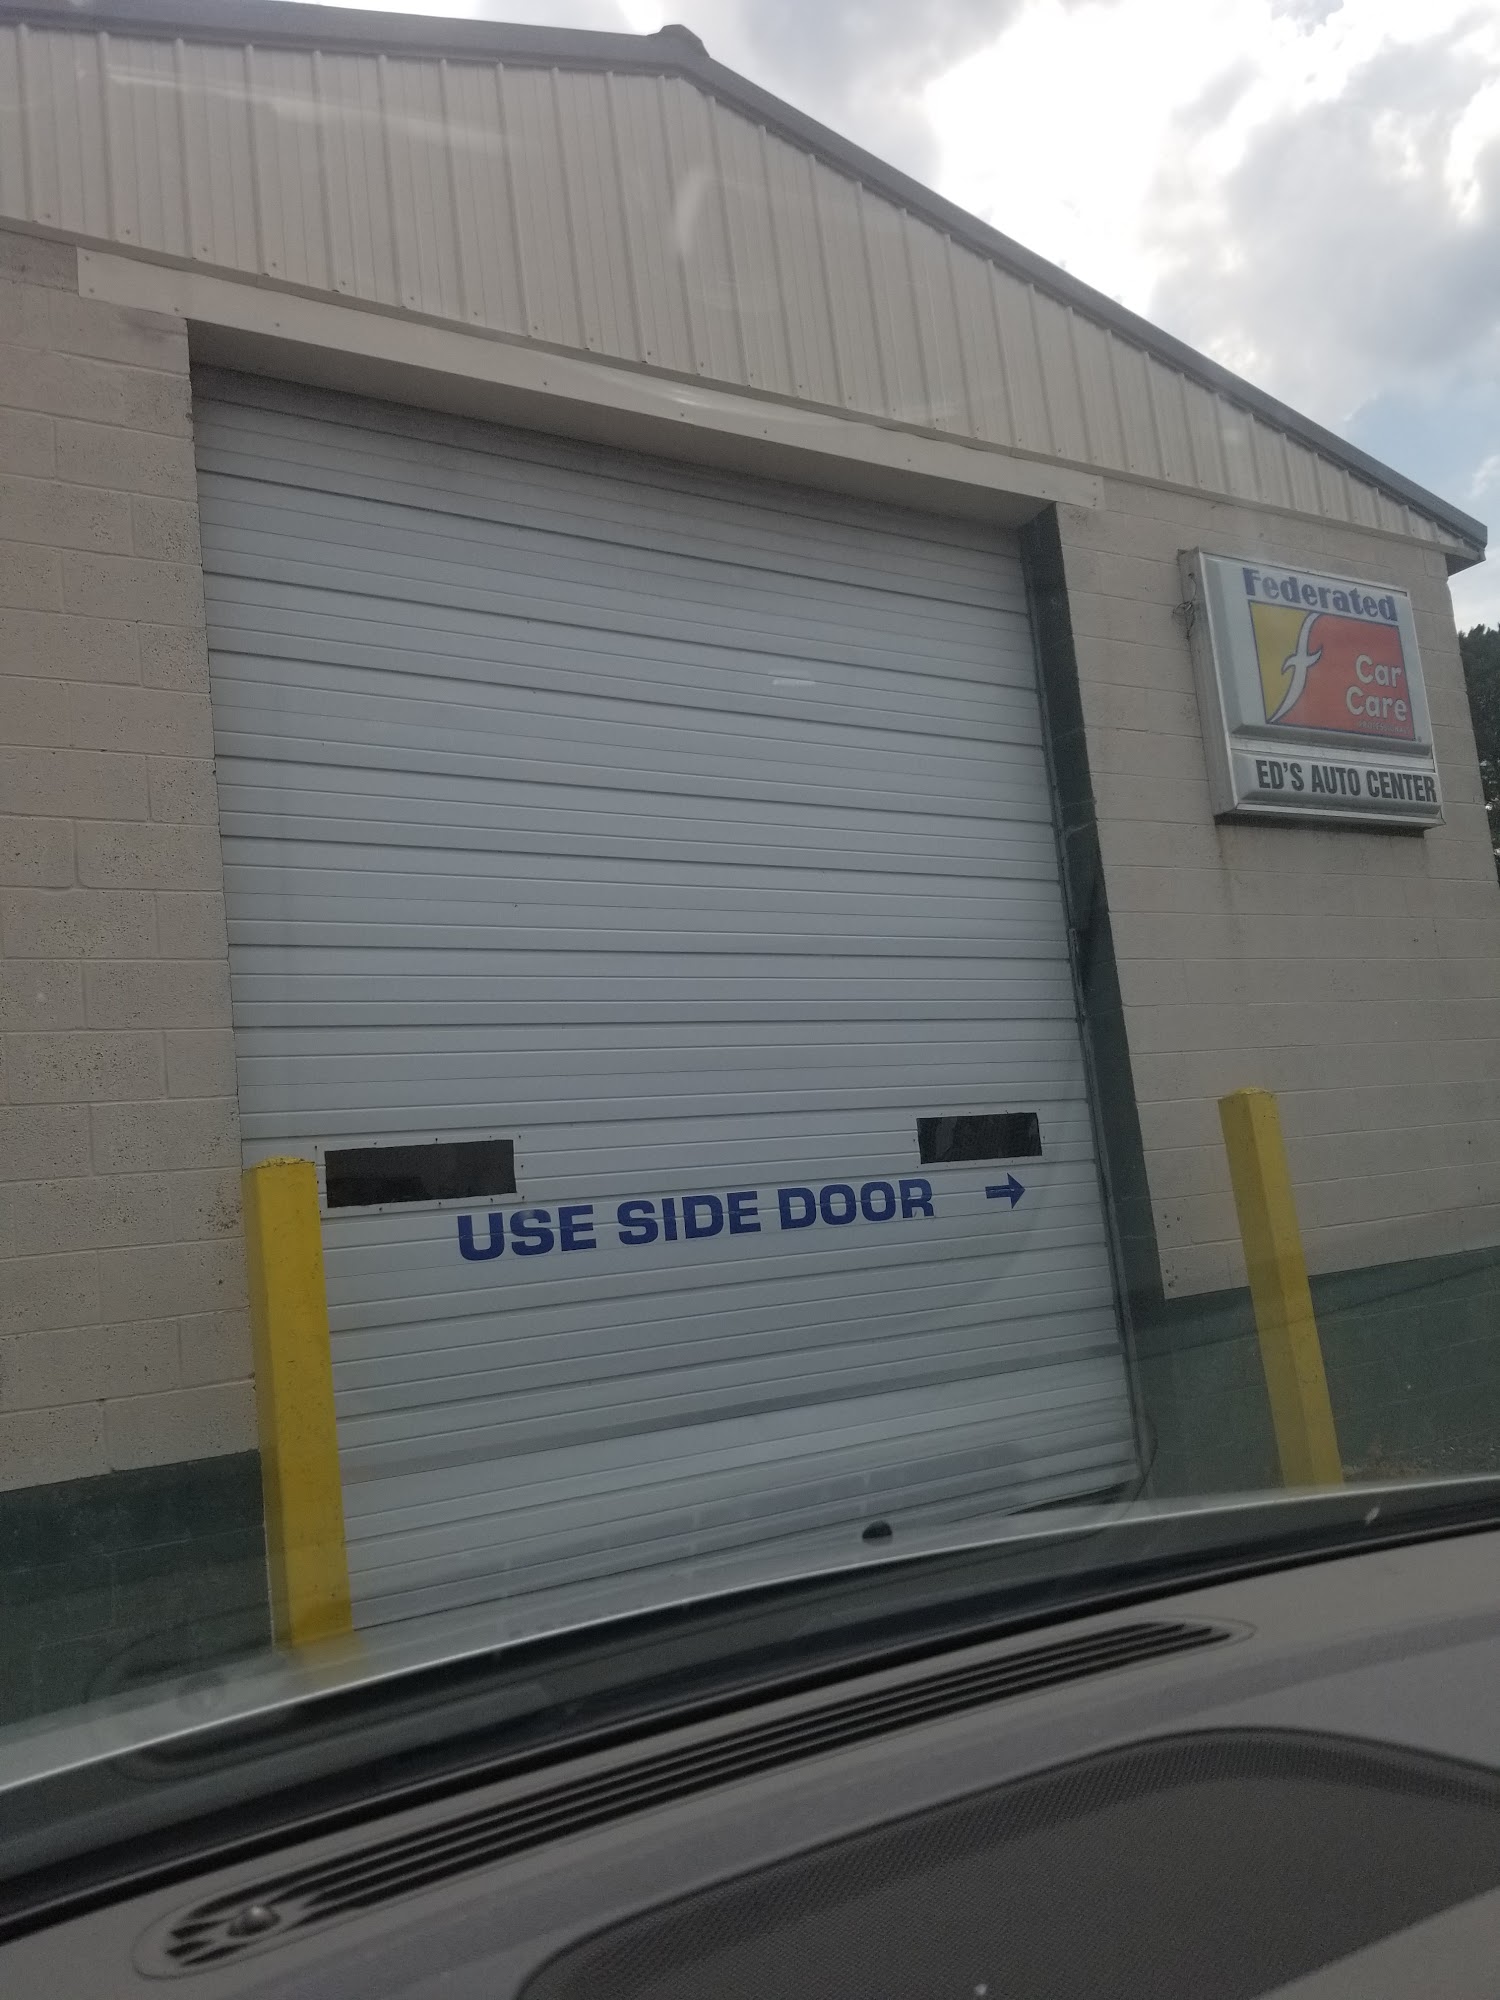 Federated
f
Car
Care
ED'S AUTO CENTER
USE SIDE DOOR →